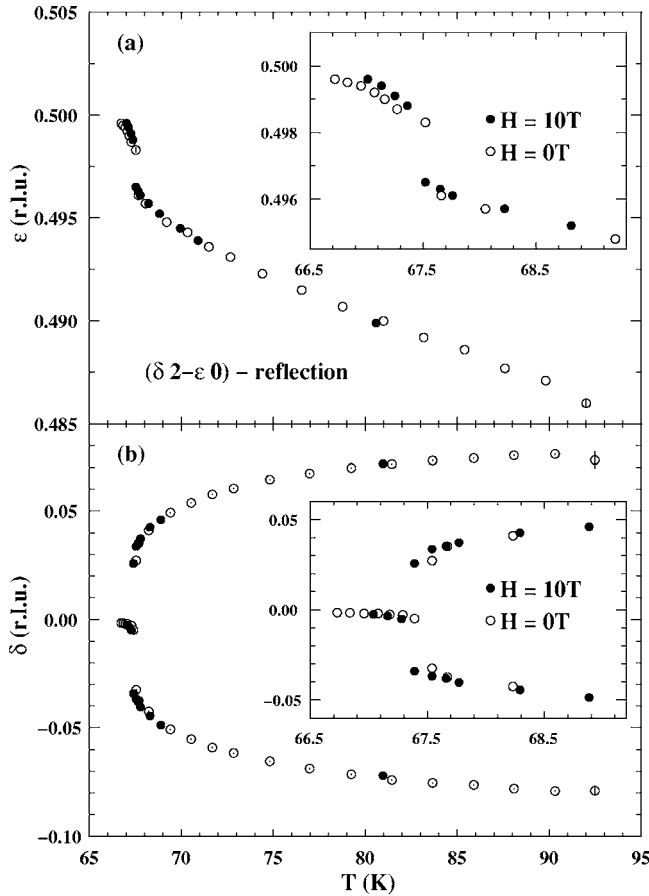 0.505
(a)
0.500
0.495
0.490
0.485
ε (r.l.u.)
0.500
0.498
0.496
66.5
67.5
68.5
H = 10T
H = 0T
(δ 2−ε 0) − reflection
(b)
0.05
0.00
−0.05
−0.10
δ (r.l.u.)
0.05
0.00
−0.05
66.5
67.5
68.5
H = 10T
H = 0T
65
70
75
80
85
90
95
T (K)